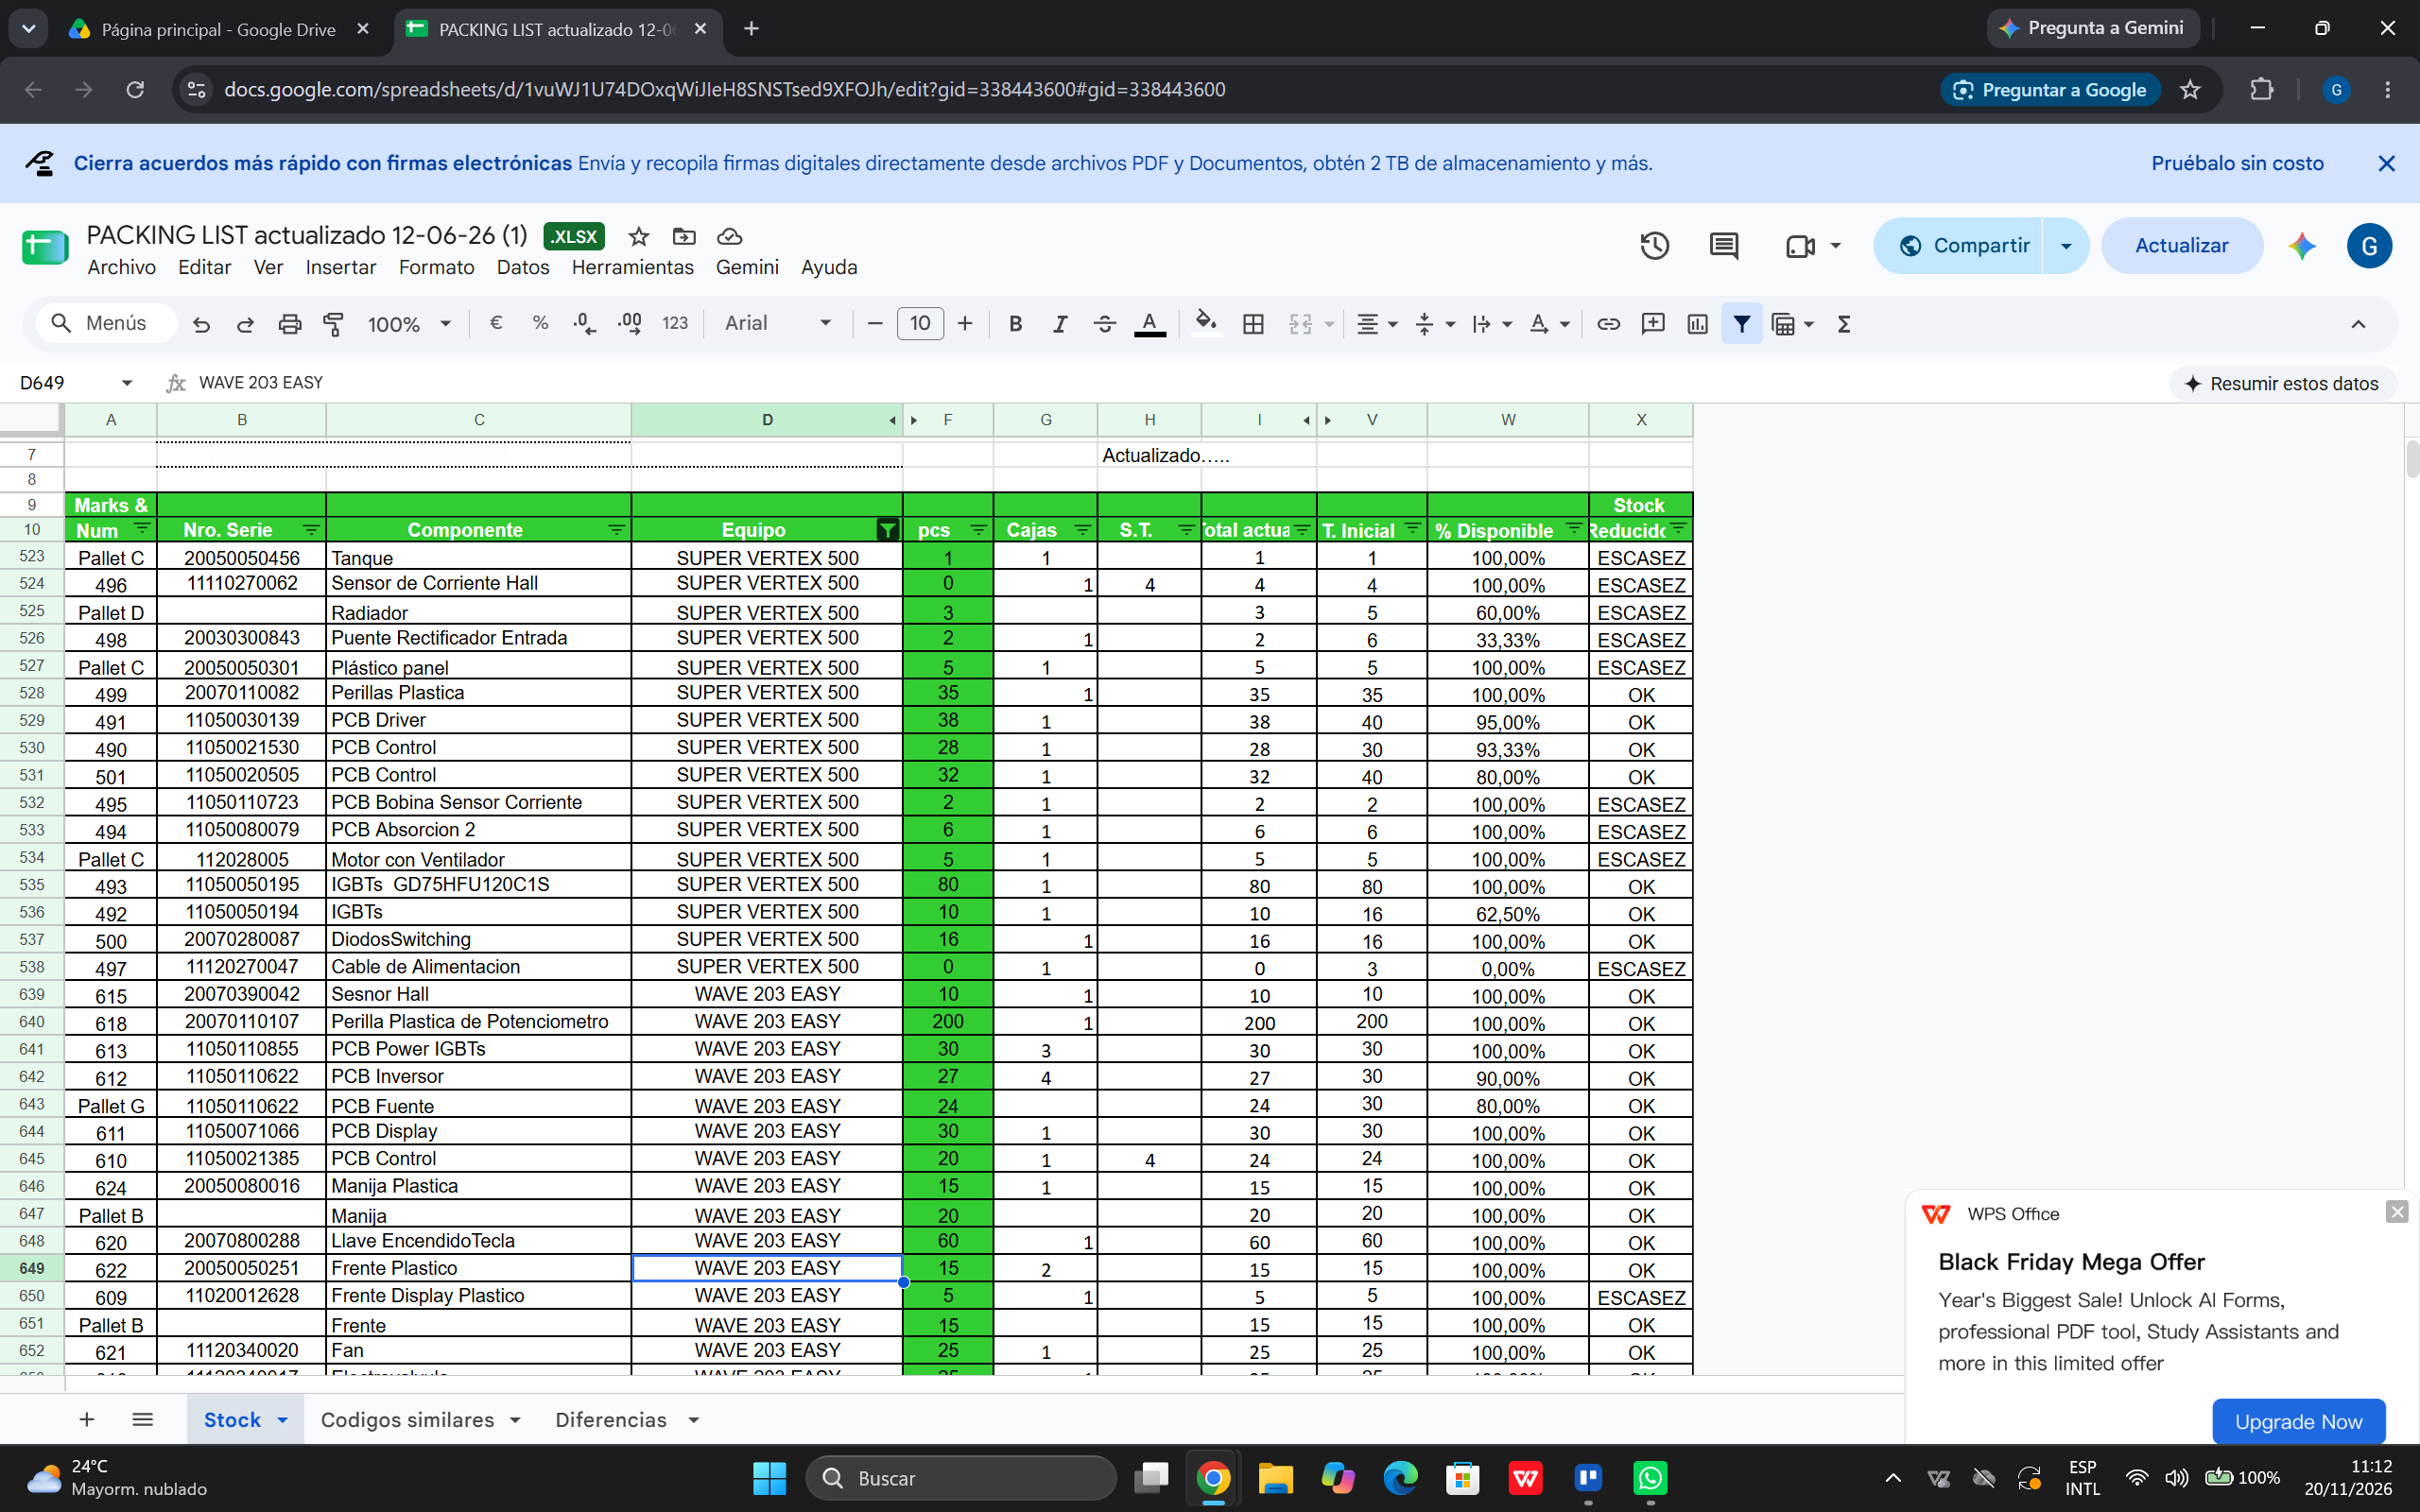 Página principal - Google Drive
PACKING LIST actualizado 12-06
Pregunta a Gemini
docs.google.com/spreadsheets/d/1vuWJ1U74DOxqWiJIeH8SNSTsed9XFOJh/edit?gid=338443600#gid=338443600
Preguntar a Google
G
Cierra acuerdos más rápido con firmas electrónicas Envía y recopila firmas digitales directamente desde archivos PDF y Documentos, obtén 2 TB de almacenamiento y más.
Pruébalo sin costo
PACKING LIST actualizado 12-06-26 (1) .XLSX
Archivo Editar Ver Insertar Formato Datos Herramientas Gemini Ayuda
Compartir
Actualizar
G
Menús 100% € % .0 .00 123 Arial 10 B I A
D649 fx WAVE 203 EASY
Resumir estos datos
A B C D F G H I V W X
7 Actualizado.....
8
9 Marks & Stock
10 Num Nro. Serie Componente Equipo pcs Cajas S.T. otal actua T. Inicial % Disponible Reducido
523 Pallet C 20050050456 Tanque SUPER VERTEX 500 1 1 1 1 100,00% ESCASEZ
524 496 11110270062 Sensor de Corriente Hall SUPER VERTEX 500 0 1 4 4 4 100,00% ESCASEZ
525 Pallet D Radiador SUPER VERTEX 500 3 3 5 60,00% ESCASEZ
526 498 20030300843 Puente Rectificador Entrada SUPER VERTEX 500 2 1 2 6 33,33% ESCASEZ
527 Pallet C 20050050301 Plástico panel SUPER VERTEX 500 5 1 5 5 100,00% ESCASEZ
528 499 20070110082 Perillas Plastica SUPER VERTEX 500 35 1 35 35 100,00% OK
529 491 11050030139 PCB Driver SUPER VERTEX 500 38 1 38 40 95,00% OK
530 490 11050021530 PCB Control SUPER VERTEX 500 28 1 28 30 93,33% OK
531 501 11050020505 PCB Control SUPER VERTEX 500 32 1 32 40 80,00% OK
532 495 11050110723 PCB Bobina Sensor Corriente SUPER VERTEX 500 2 1 2 2 100,00% ESCASEZ
533 494 11050080079 PCB Absorcion 2 SUPER VERTEX 500 6 1 6 6 100,00% ESCASEZ
534 Pallet C 112028005 Motor con Ventilador SUPER VERTEX 500 5 1 5 5 100,00% ESCASEZ
535 493 11050050195 IGBTs GD75HFU120C1S SUPER VERTEX 500 80 1 80 80 100,00% OK
536 492 11050050194 IGBTs SUPER VERTEX 500 10 1 10 16 62,50% OK
537 500 20070280087 DiodosSwitching SUPER VERTEX 500 16 1 16 16 100,00% OK
538 497 11120270047 Cable de Alimentacion SUPER VERTEX 500 0 1 0 3 0,00% ESCASEZ
639 615 20070390042 Sesnor Hall WAVE 203 EASY 10 1 10 10 100,00% OK
640 618 20070110107 Perilla Plastica de Potenciometro WAVE 203 EASY 200 1 200 200 100,00% OK
641 613 11050110855 PCB Power IGBTs WAVE 203 EASY 30 3 30 30 100,00% OK
642 612 11050110622 PCB Inversor WAVE 203 EASY 27 4 27 30 90,00% OK
643 Pallet G 11050110622 PCB Fuente WAVE 203 EASY 24 24 30 80,00% OK
644 611 11050071066 PCB Display WAVE 203 EASY 30 1 30 30 100,00% OK
645 610 11050021385 PCB Control WAVE 203 EASY 20 1 4 24 24 100,00% OK
646 624 20050080016 Manija Plastica WAVE 203 EASY 15 1 15 15 100,00% OK
647 Pallet B Manija WAVE 203 EASY 20 20 20 100,00% OK
648 620 20070800288 Llave EncendidoTecla WAVE 203 EASY 60 1 60 60 100,00% OK
649 622 20050050251 Frente Plastico WAVE 203 EASY 15 2 15 15 100,00% OK
650 609 11020012628 Frente Display Plastico WAVE 203 EASY 5 1 5 5 100,00% ESCASEZ
651 Pallet B Frente WAVE 203 EASY 15 15 15 100,00% OK
652 621 11120340020 Fan WAVE 203 EASY 25 1 25 25 100,00% OK
WPS Office
Black Friday Mega Offer
Year's Biggest Sale! Unlock AI Forms,
professional PDF tool, Study Assistants and
more in this limited offer
Upgrade Now
Stock Codigos similares Diferencias
24°C
Mayorm. nublado
Buscar
ESP
INTL
100%
11:12
20/11/2026